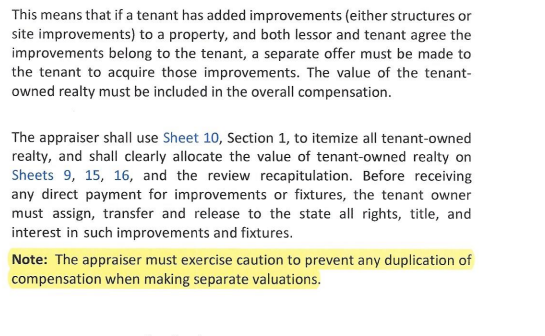 This means that if a tenant has added improvements (either structures or
site improvements) to a property, and both lessor and tenant agree the
improvements belong to the tenant, a separate offer must be made to
the tenant to acquire those improvements. The value of the tenant-
owned realty must be included in the overall compensation.
The appraiser shall use Sheet 10, Section 1, to itemize all tenant-owned
realty, and shall clearly allocate the value of tenant-owned realty on
Sheets 9, 15, 16, and the review recapitulation. Before receiving
any direct payment for improvements or fixtures, the tenant owner
must assign, transfer and release to the state all rights, title, and
interest in such improvements and fixtures.
Note: The appraiser must exercise caution to prevent any duplication of
compensation when making separate valuations.